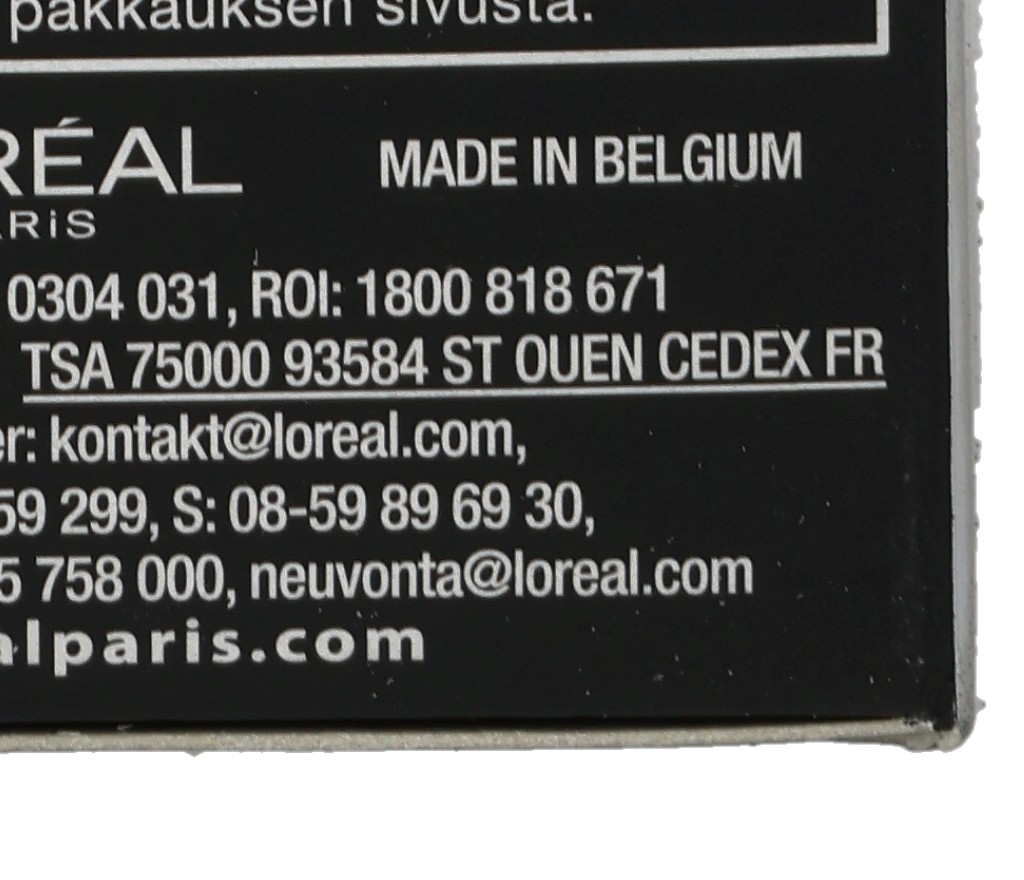 pakkauksen sivusta.
RÉAL MADE IN BELGIUM
ARiS
0304 031, ROI: 1800 818 671
TSA 75000 93584 ST OUEN CEDEX FR
er: kontakt@loreal.com,
59 299, S: 08-59 89 69 30,
5 758 000, neuvonta@loreal.com
alparis.com